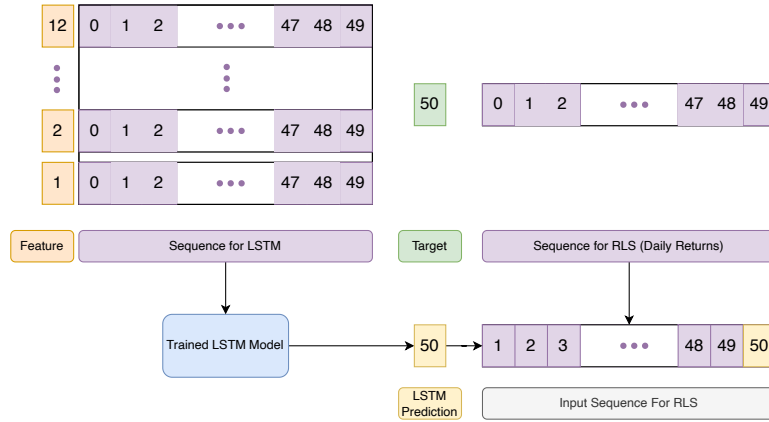 12 0 1 2 47 48 49
50 0 1 2 47 48 49
2 0 1 2 47 48 49
1 0 1 2 47 48 49
Feature Sequence for LSTM Target Sequence for RLS (Daily Returns)
Trained LSTM Model 50 1 2 3 48 49 50
LSTM
Prediction
Input Sequence For RLS